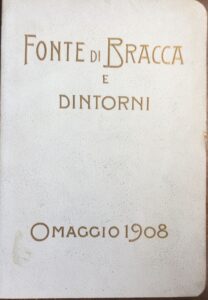 FONTE DI BRACCA
E
DINTORNI
OMAGGIO 1908